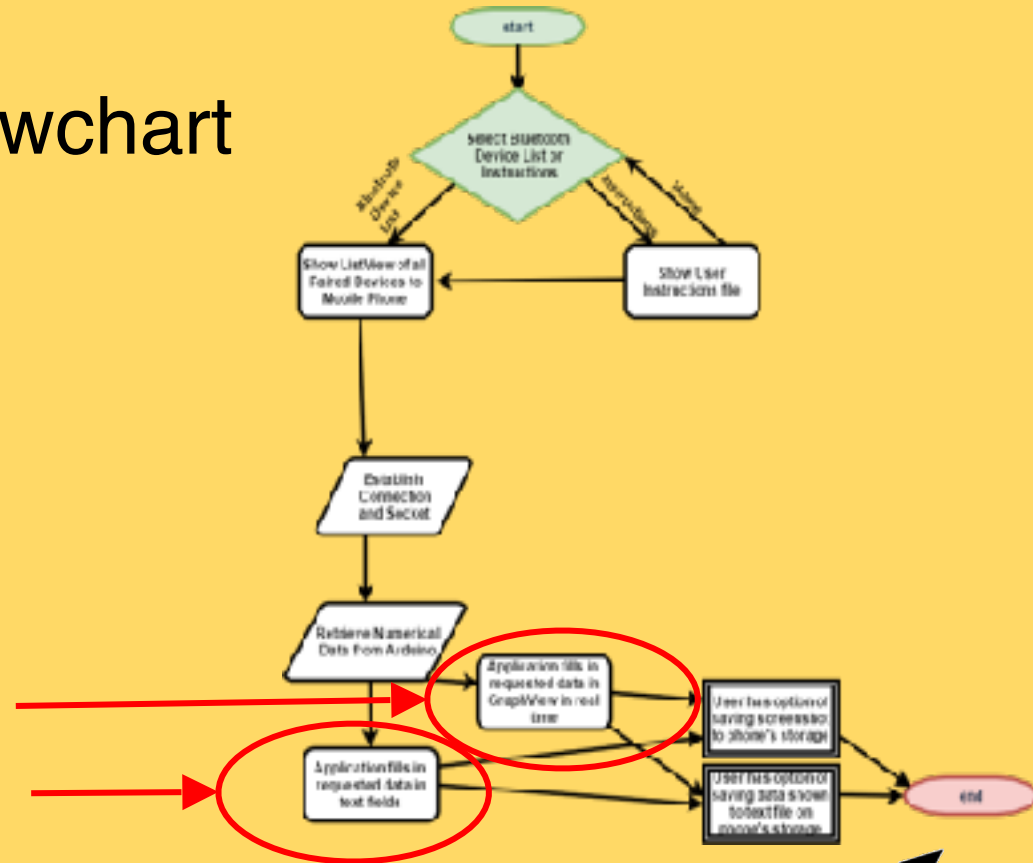 wchart
start
Select Bluetooth
Device List or
Instructions
Device
List
Instructions
Show ListView of all
Paired Devices to
Mobile Phone
Show User
Instructions file
Establish
Connection
and Socket
Retrieve Numerical
Data from Arduino
Application fills in
requested data in
GraphView in real
time
Application fills in
requested data in
text fields
User has option of
saving screenshot
to phone's storage
User has option of
saving data shown
to text file on
phone's storage
end